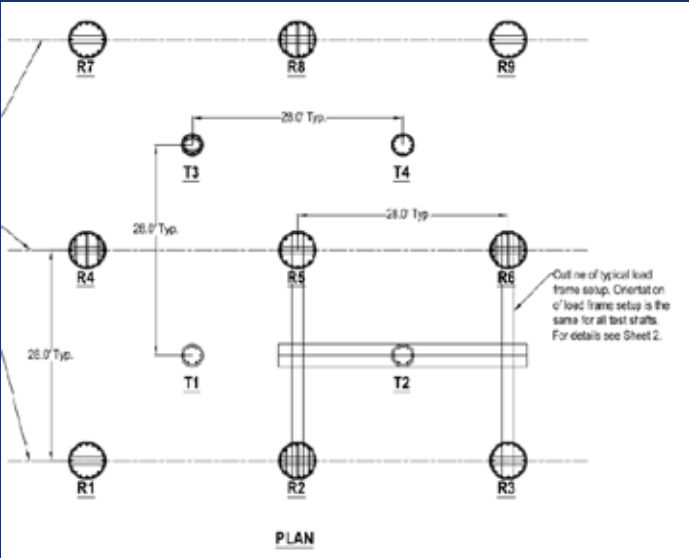 R7
R8
R9
28.0' Typ.
T3
T4
28.0' Typ.
28.0' Typ.
R4
R5
R6
Outline of typical load
frame setup. Orientation
of load frame setup is the
same for all test shafts.
For details see Sheet 2.
28.0' Typ.
T1
T2
R1
R2
R3
PLAN